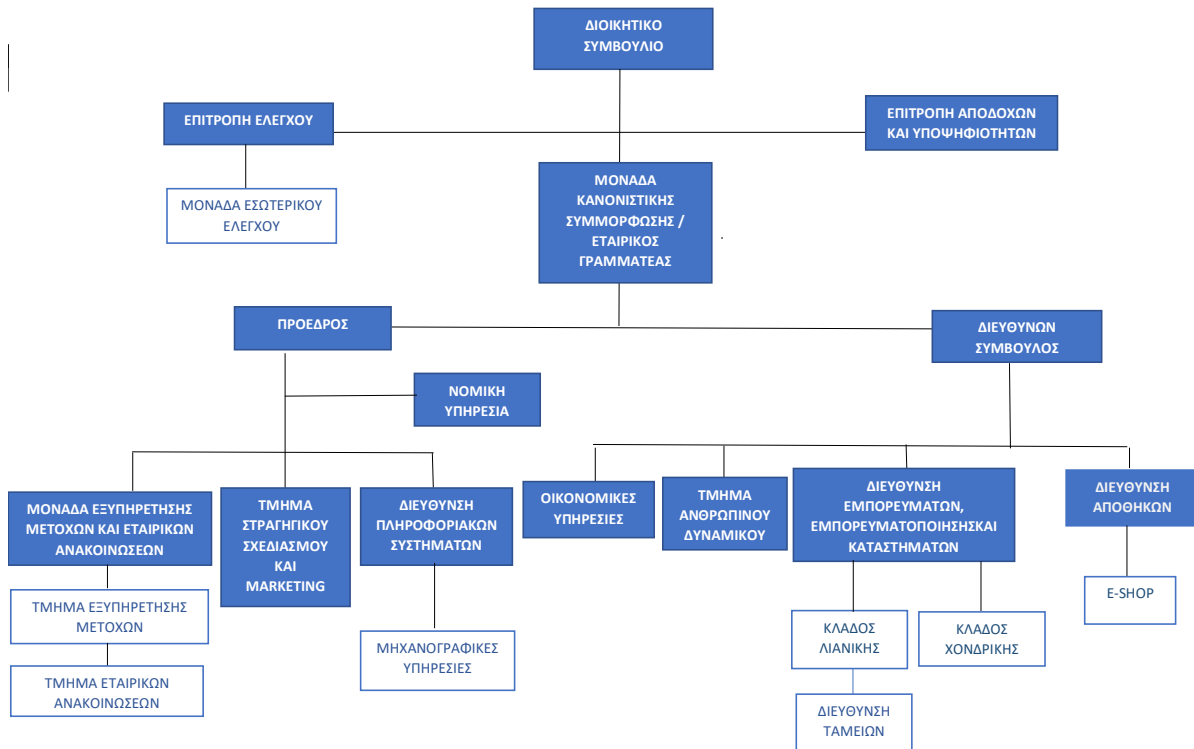 ΔΙΟΙΚΗΤΙΚΟ
ΣΥΜΒΟΥΛΙΟ
ΕΠΙΤΡΟΠΗ ΕΛΕΓΧΟΥ
ΕΠΙΤΡΟΠΗ ΑΠΟΔΟΧΩΝ
ΚΑΙ ΥΠΟΨΗΦΙΟΤΗΤΩΝ
ΜΟΝΑΔΑ ΕΣΩΤΕΡΙΚΟΥ
ΕΛΕΓΧΟΥ
ΜΟΝΑΔΑ
ΚΑΝΟΝΙΣΤΙΚΗΣ
ΣΥΜΜΟΡΦΩΣΗΣ /
ΕΤΑΙΡΙΚΟΣ
ΓΡΑΜΜΑΤΕΑΣ
ΠΡΟΕΔΡΟΣ
ΔΙΕΥΘΥΝΩΝ
ΣΥΜΒΟΥΛΟΣ
ΝΟΜΙΚΗ
ΥΠΗΡΕΣΙΑ
ΜΟΝΑΔΑ ΕΞΥΠΗΡΕΤΗΣΗΣ
ΜΕΤΟΧΩΝ ΚΑΙ ΕΤΑΙΡΙΚΩΝ
ΑΝΑΚΟΙΝΩΣΕΩΝ
ΤΜΗΜΑ
ΣΤΡΑΓΗΓΙΚΟΥ
ΣΧΕΔΙΑΣΜΟΥ
ΚΑΙ
MARKETING
ΔΙΕΥΘΥΝΣΗ
ΠΛΗΡΟΦΟΡΙΑΚΩΝ
ΣΥΣΤΗΜΑΤΩΝ
ΟΙΚΟΝΟΜΙΚΕΣ
ΥΠΗΡΕΣΙΕΣ
ΤΜΗΜΑ
ΑΝΘΡΩΠΙΝΟΥ
ΔΥΝΑΜΙΚΟΥ
ΔΙΕΥΘΥΝΣΗ
ΕΜΠΟΡΕΥΜΑΤΩΝ,
ΕΜΠΟΡΕΥΜΑΤΟΠΟΙΗΣΗΣΚΑΙ
ΚΑΤΑΣΤΗΜΑΤΩΝ
ΔΙΕΥΘΥΝΣΗ
ΑΠΟΘΗΚΩΝ
ΤΜΗΜΑ ΕΞΥΠΗΡΕΤΗΣΗΣ
ΜΕΤΟΧΩΝ
ΤΜΗΜΑ ΕΤΑΙΡΙΚΩΝ
ΑΝΑΚΟΙΝΩΣΕΩΝ
ΜΗΧΑΝΟΓΡΑΦΙΚΕΣ
ΥΠΗΡΕΣΙΕΣ
ΚΛΑΔΟΣ
ΛΙΑΝΙΚΗΣ
ΚΛΑΔΟΣ
ΧΟΝΔΡΙΚΗΣ
E-SHOP
ΔΙΕΥΘΥΝΣΗ
ΤΑΜΕΙΩΝ